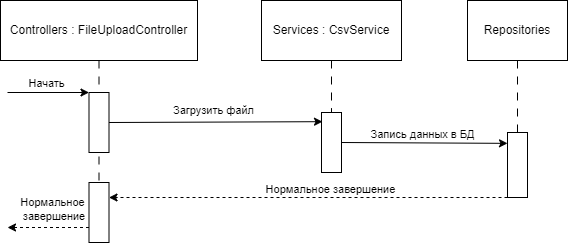 Controllers : FileUploadController
Services : CsvService
Repositories
Начать
Загрузить файл
Запись данных в БД
Нормальное завершение
Нормальное
завершение